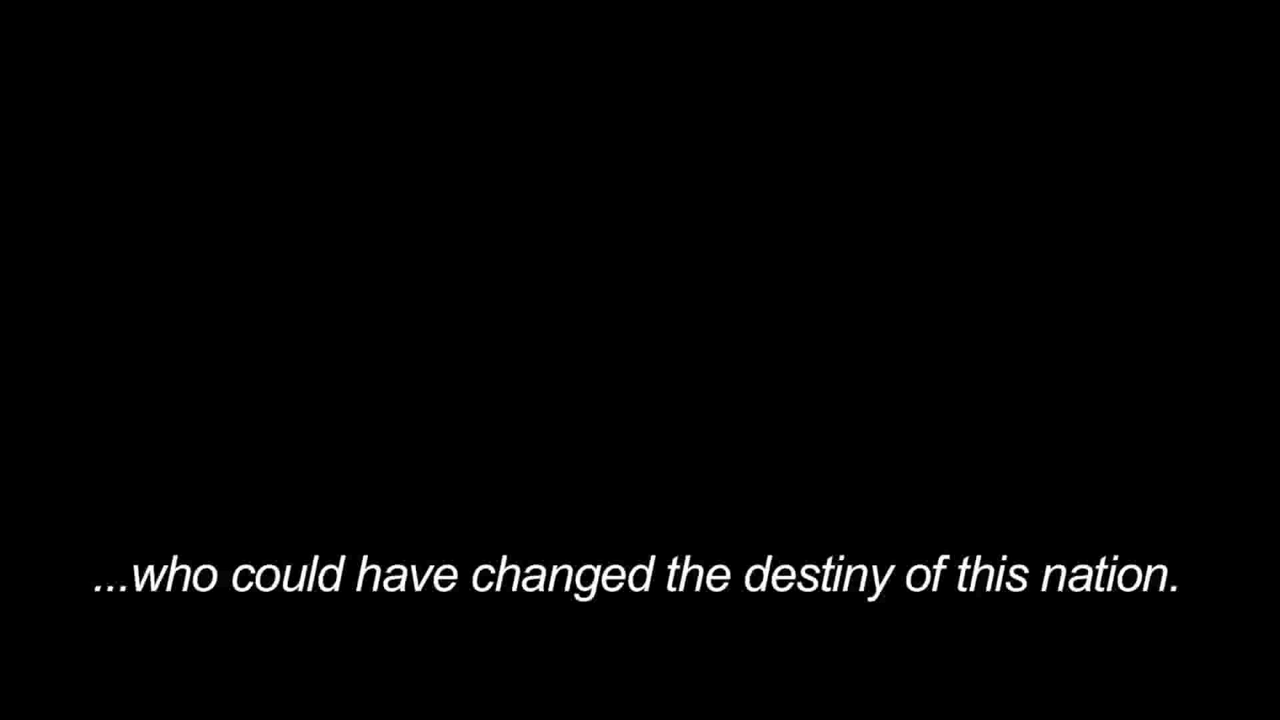 ...who could have changed the destiny of this nation.